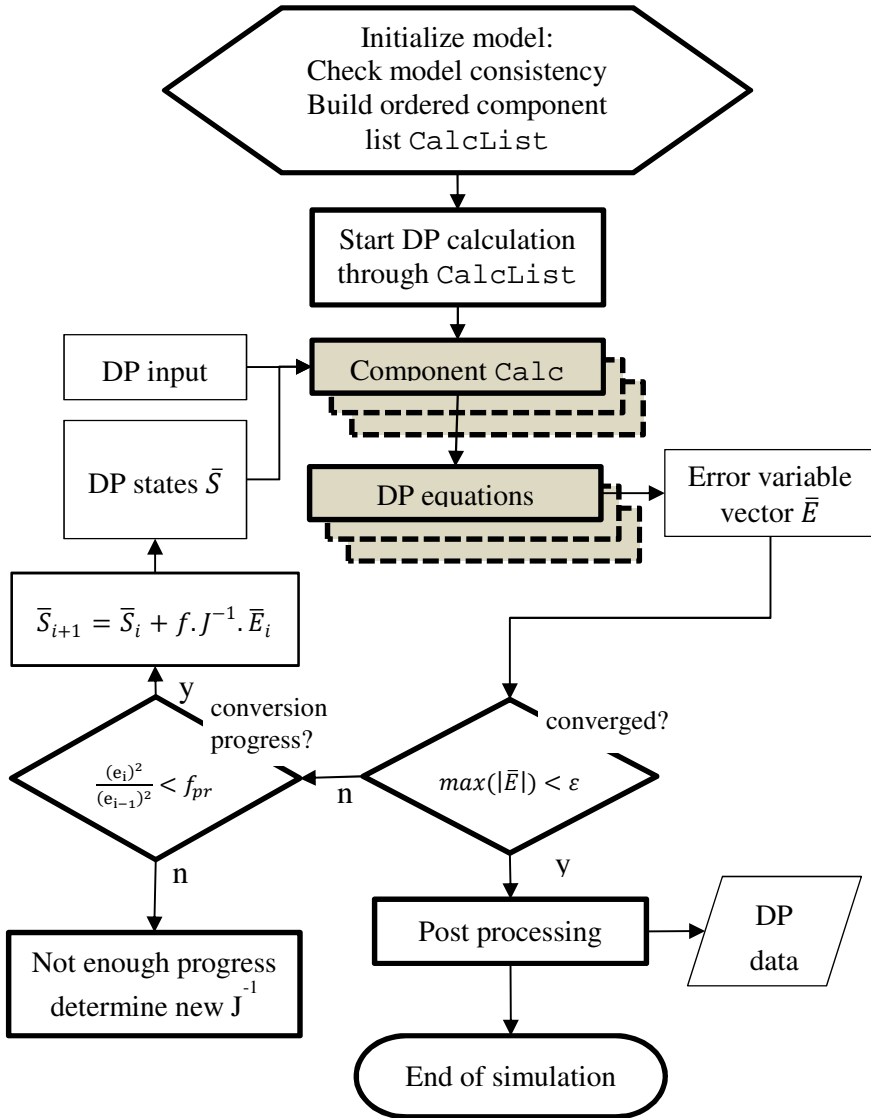 Initialize model:
Check model consistency
Build ordered component
list CalcList
Start DP calculation
through CalcList
DP input
Component Calc
DP states S̄
DP equations
Error variable
vector Ē
S̄ᵢ₊₁ = S̄ᵢ + f.J⁻¹.Ēᵢ
y
conversion
progress?
(eᵢ)²/(eᵢ₋₁)² < f_pr
n
converged?
max(|Ē|) < ε
n
y
Not enough progress
determine new J⁻¹
Post processing
DP
data
End of simulation